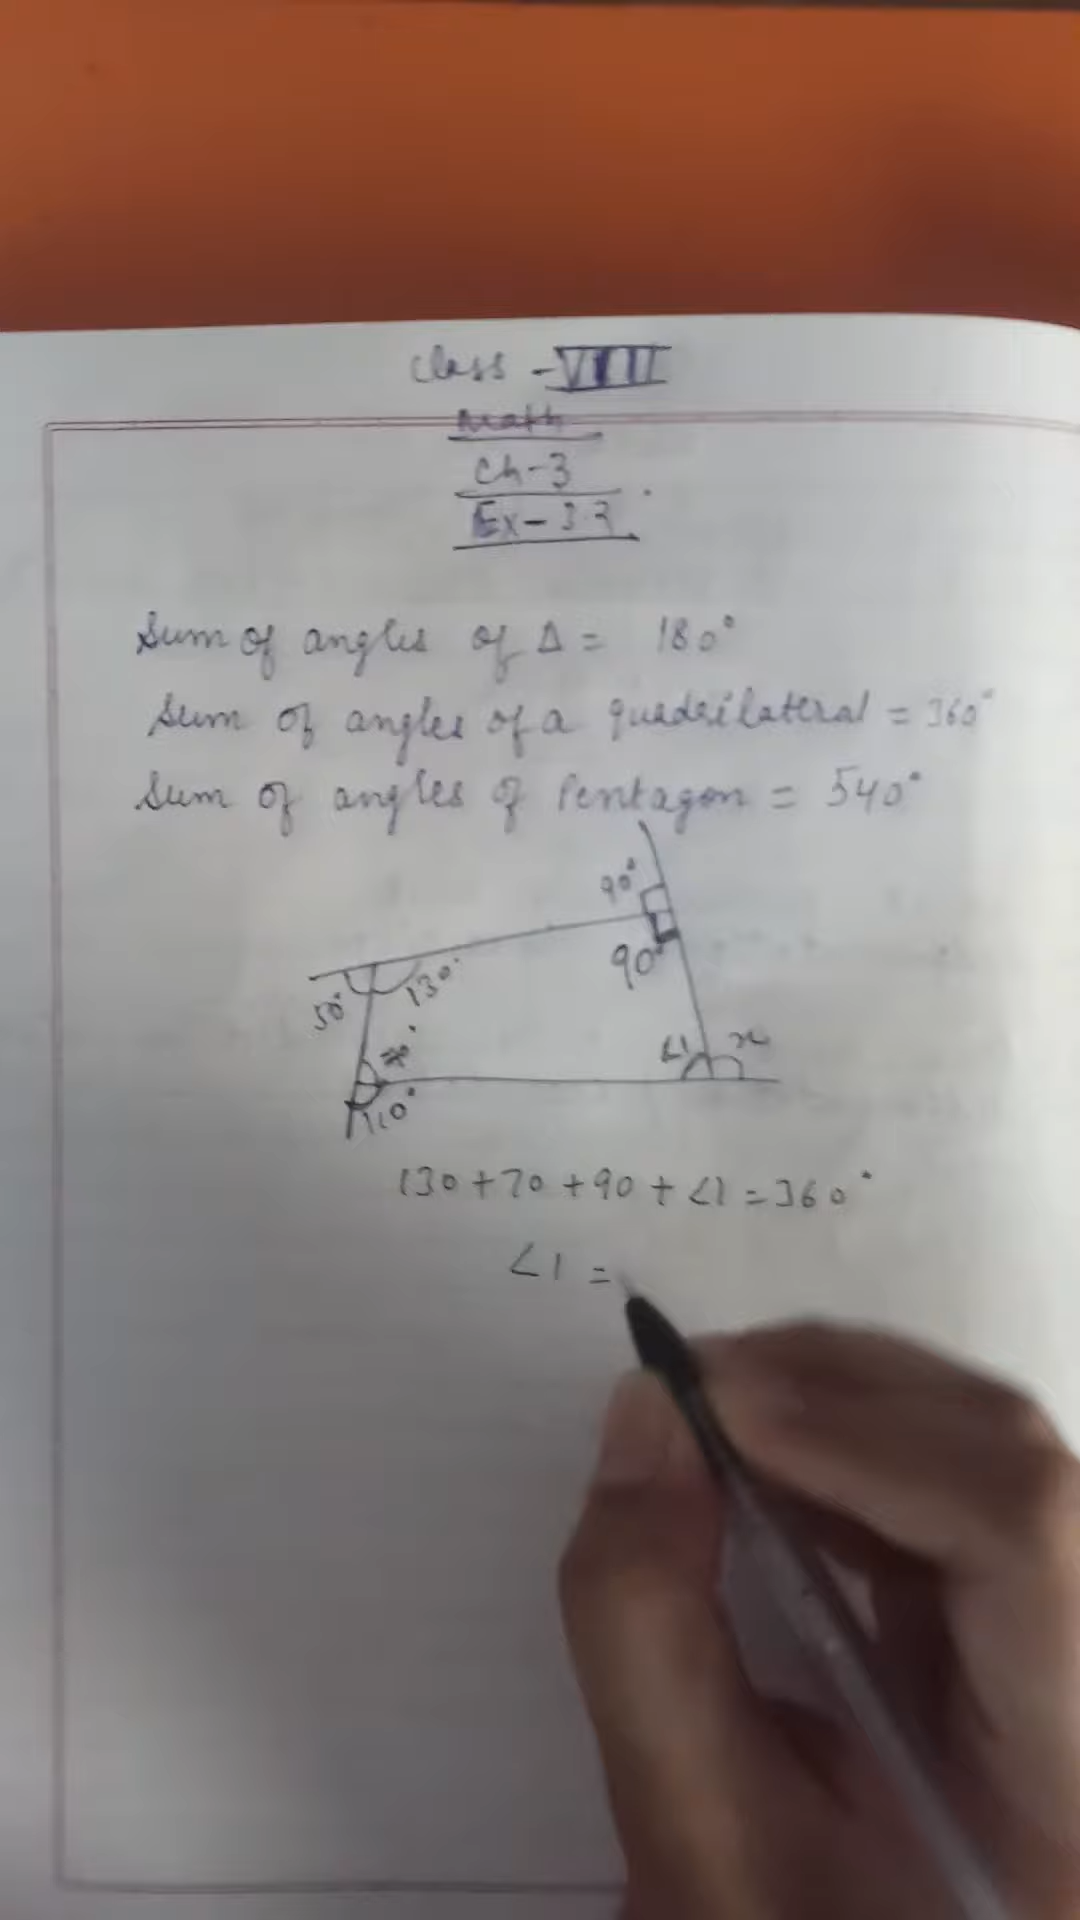 Class - VIII
Math
Ch-3
Ex-3.2
Sum of angles of Δ = 180°
Sum of angles of a quadrilateral = 360°
Sum of angles of Pentagon = 540°
90°
90°
50° 130°
70°
∠1 x
110°
130+70+90+∠1=360°
∠1 =